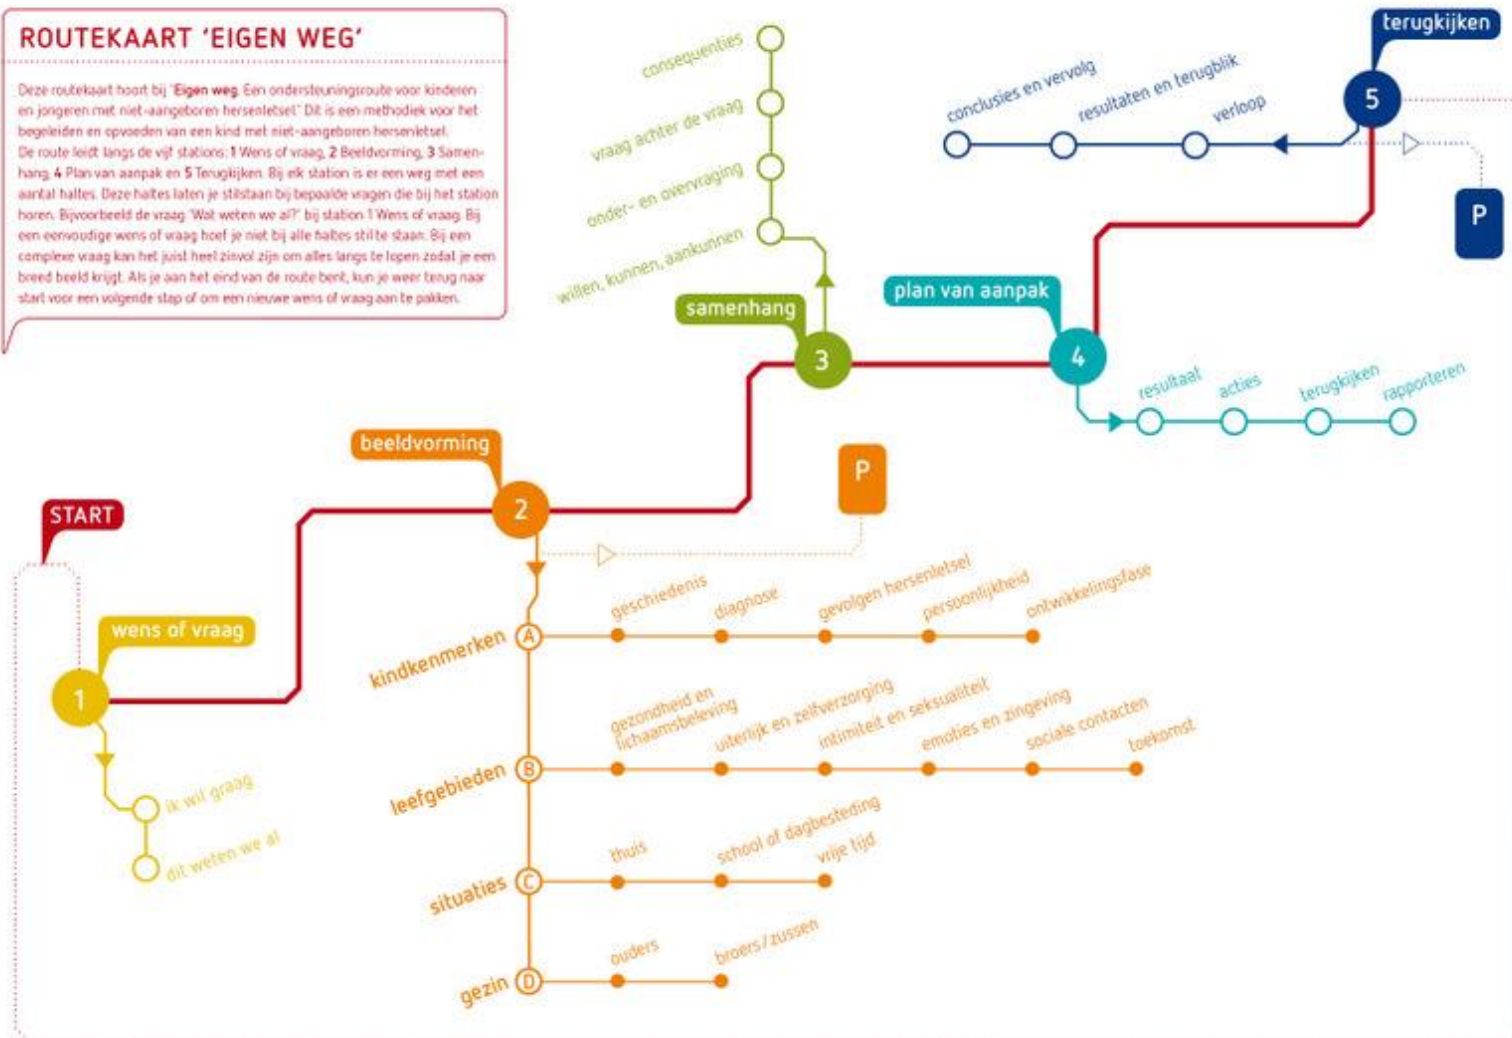 ROUTEKAART 'EIGEN WEG'
Deze routekaart hoort bij 'Eigen weg. Een ondersteuningsroute voor kinderen
en jongeren met niet-aangeboren hersenletsel.' Dit is een methodiek voor het
begeleiden en opvoeden van een kind met niet-aangeboren hersenletsel.
De route leidt langs de vijf stations: 1 Wens of vraag, 2 Beeldvorming, 3 Samen-
hang, 4 Plan van aanpak en 5 Terugkijken. Bij elk station is er een weg met een
aantal haltes. Deze haltes laten je stilstaan bij bepaalde vragen die bij het station
horen. Bijvoorbeeld de vraag 'Wat weten we al?' bij station 1 Wens of vraag. Bij
een eenvoudige wens of vraag hoef je niet bij alle haltes stil te staan. Bij een
complexe vraag kan het juist heel zinvol zijn om alles langs te lopen zodat je een
breed beeld krijgt. Als je aan het eind van de route bent, kun je weer terug naar
start voor een volgende stap of om een nieuwe wens of vraag aan te pakken.
START
wens of vraag
1
ik wil graag
dit weten we al
beeldvorming
2
P
kindkenmerken
A
geschiedenis
diagnose
gevolgen hersenletsel
persoonlijkheid
ontwikkelingsfase
leefgebieden
B
gezondheid en
lichaamsbeleving
uiterlijk en zelfverzorging
intimiteit en seksualiteit
emoties en zingeving
sociale contacten
toekomst
situaties
C
thuis
school of dagbesteding
vrije tijd
gezin
D
ouders
broers/zussen
samenhang
3
consequenties
vraag achter de vraag
onder- en overvraging
willen, kunnen, aankunnen
plan van aanpak
4
resultaat
acties
terugkijken
rapporteren
terugkijken
5
conclusies en vervolg
resultaten en terugblik
verloop
P